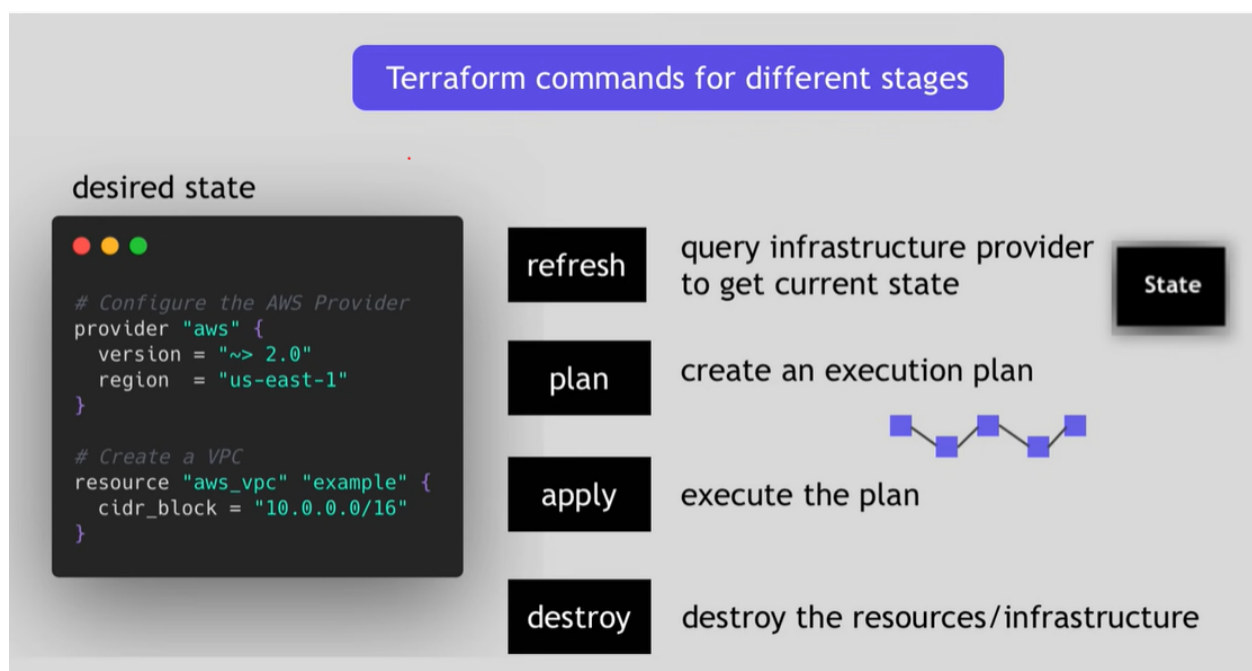 Terraform commands for different stages
desired state
# Configure the AWS Provider
provider "aws" {
  version = "~> 2.0"
  region  = "us-east-1"
}
# Create a VPC
resource "aws_vpc" "example" {
  cidr_block = "10.0.0.0/16"
}
refresh
query infrastructure provider
to get current state
State
plan
create an execution plan
apply
execute the plan
destroy
destroy the resources/infrastructure